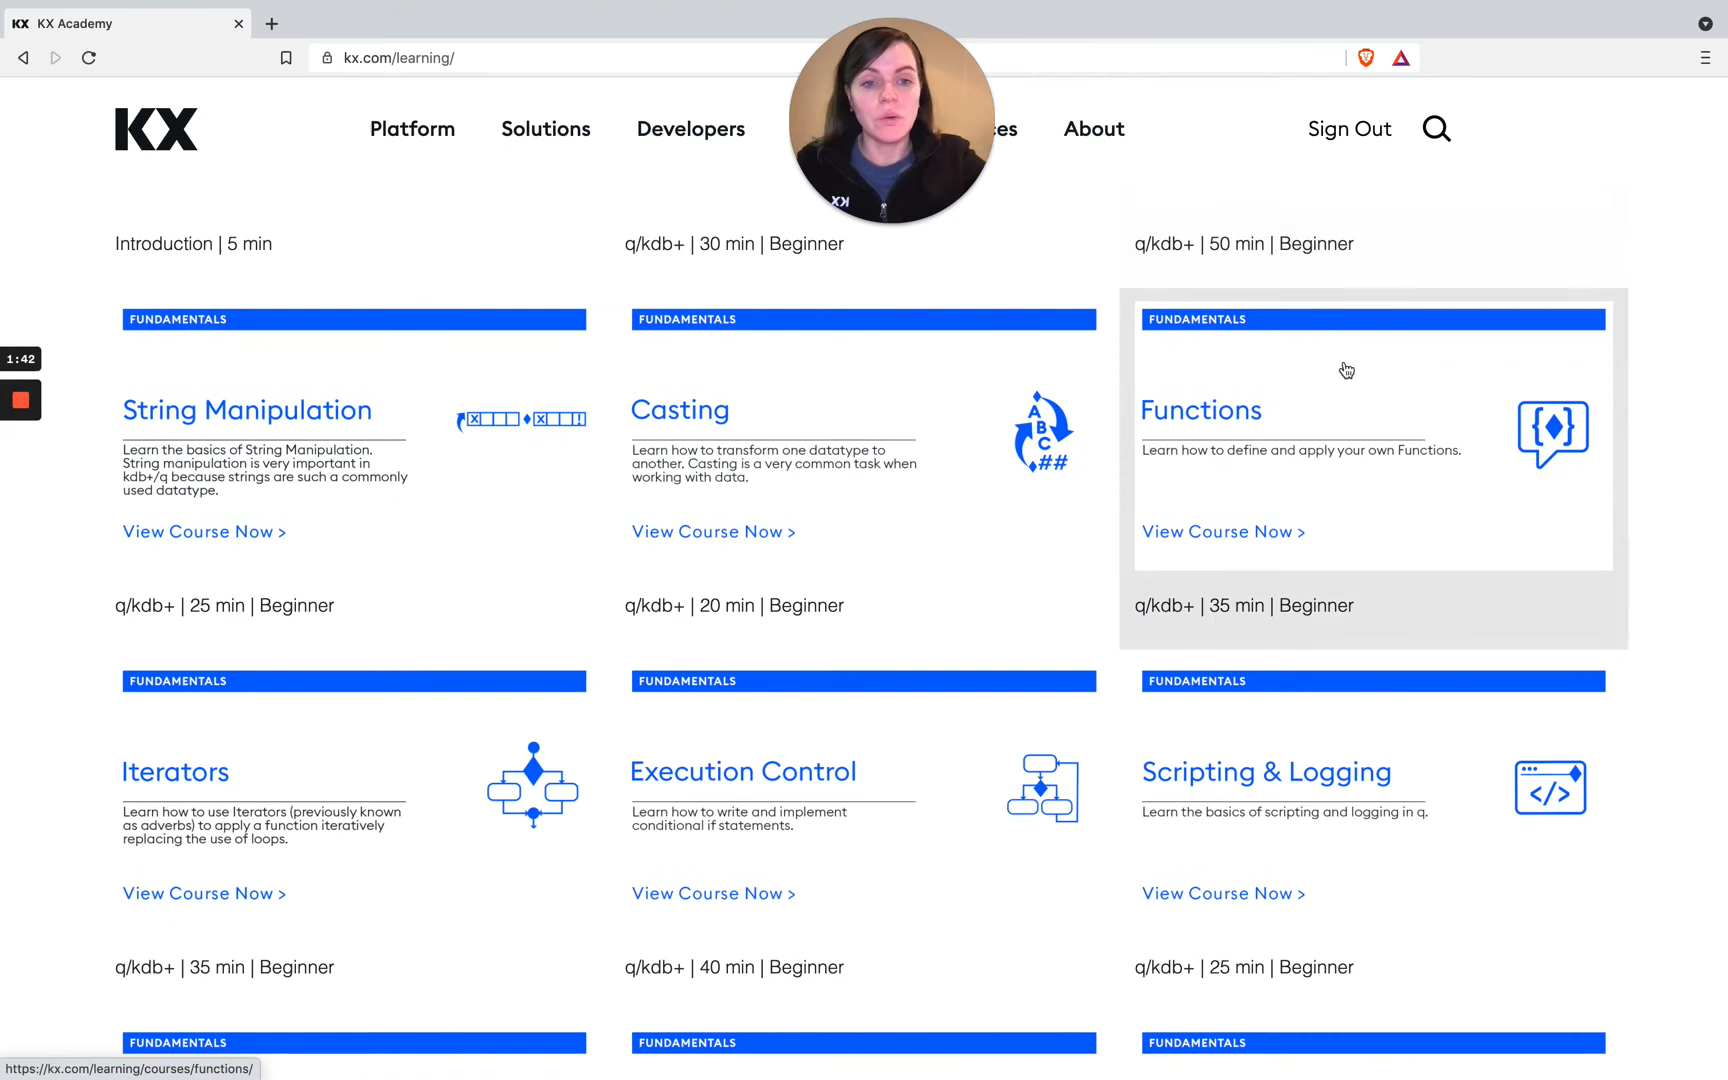 KX KX Academy
kx.com/learning/
KX
Platform
Solutions
Developers
es
About
Sign Out
KX
Introduction | 5 min
q/kdb+ | 30 min | Beginner
q/kdb+ | 50 min | Beginner
1:42
FUNDAMENTALS
String Manipulation
Learn the basics of String Manipulation.
String manipulation is very important in
kdb+/q because strings are such a commonly
used datatype.
View Course Now >
q/kdb+ | 25 min | Beginner
FUNDAMENTALS
Casting
A
B
C
##
Learn how to transform one datatype to
another. Casting is a very common task when
working with data.
View Course Now >
q/kdb+ | 20 min | Beginner
FUNDAMENTALS
Functions
Learn how to define and apply your own Functions.
View Course Now >
q/kdb+ | 35 min | Beginner
FUNDAMENTALS
Iterators
Learn how to use Iterators (previously known
as adverbs) to apply a function iteratively
replacing the use of loops.
View Course Now >
q/kdb+ | 35 min | Beginner
FUNDAMENTALS
Execution Control
Learn how to write and implement
conditional if statements.
View Course Now >
q/kdb+ | 40 min | Beginner
FUNDAMENTALS
Scripting & Logging
</>
Learn the basics of scripting and logging in q.
View Course Now >
q/kdb+ | 25 min | Beginner
FUNDAMENTALS
FUNDAMENTALS
FUNDAMENTALS
https://kx.com/learning/courses/functions/